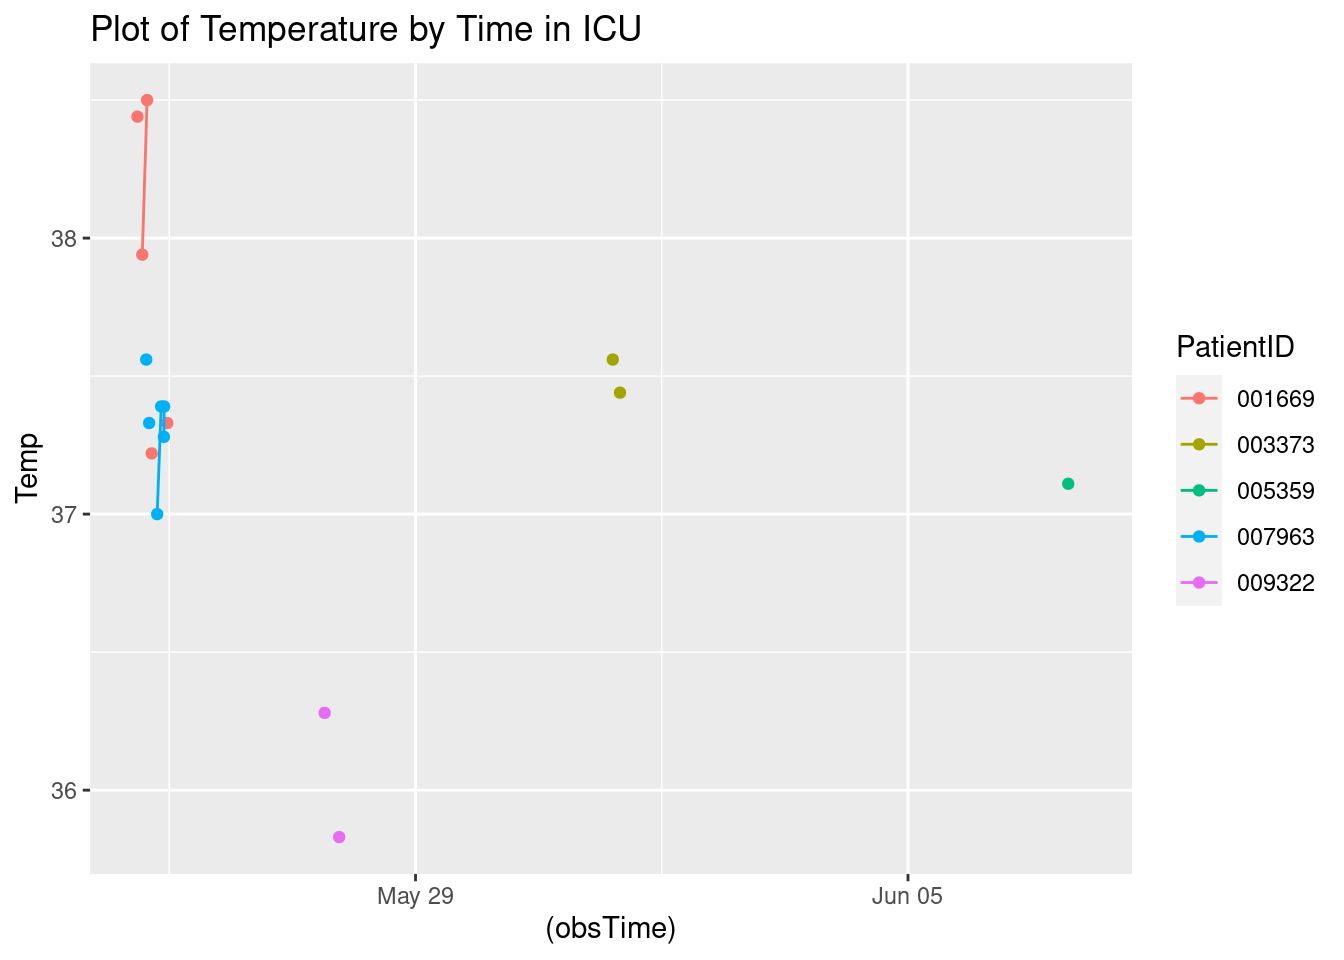 Plot of Temperature by Time in ICU
38
37
36
Temp
May 29
Jun 05
(obsTime)
PatientID
001669
003373
005359
007963
009322